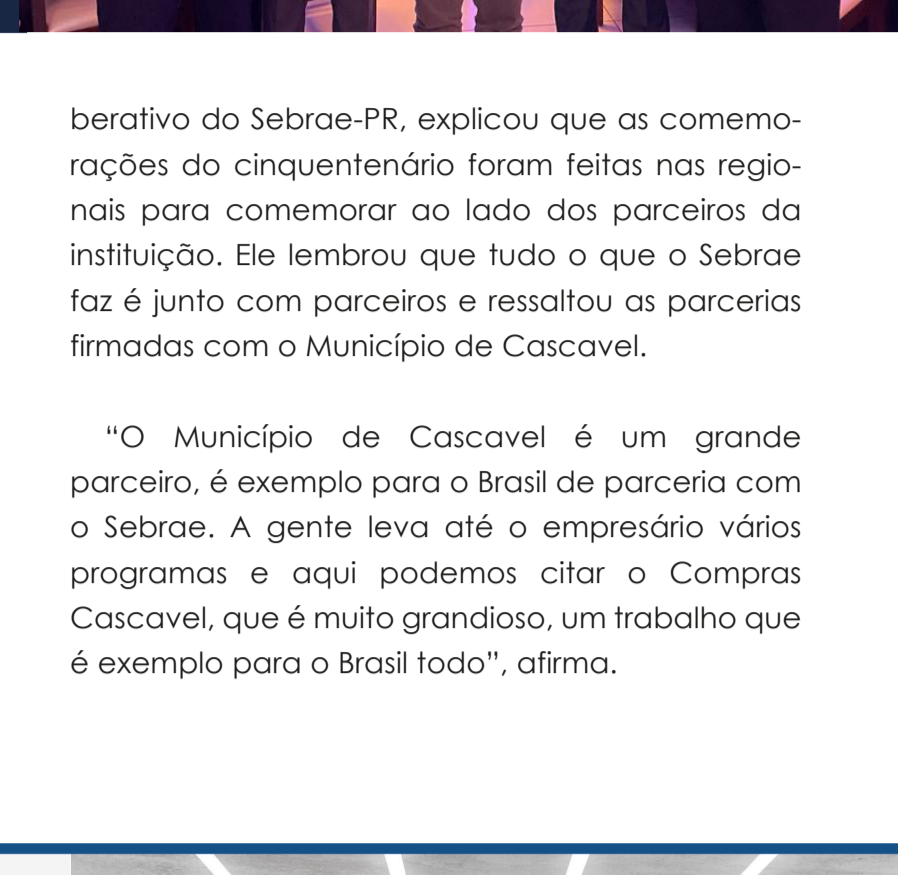 berativo do Sebrae-PR, explicou que as comemo-
rações do cinquentenário foram feitas nas regio-
nais para comemorar ao lado dos parceiros da
instituição. Ele lembrou que tudo o que o Sebrae
faz é junto com parceiros e ressaltou as parcerias
firmadas com o Município de Cascavel.
“O Município de Cascavel é um grande
parceiro, é exemplo para o Brasil de parceria com
o Sebrae. A gente leva até o empresário vários
programas e aqui podemos citar o Compras
Cascavel, que é muito grandioso, um trabalho que
é exemplo para o Brasil todo”, afirma.